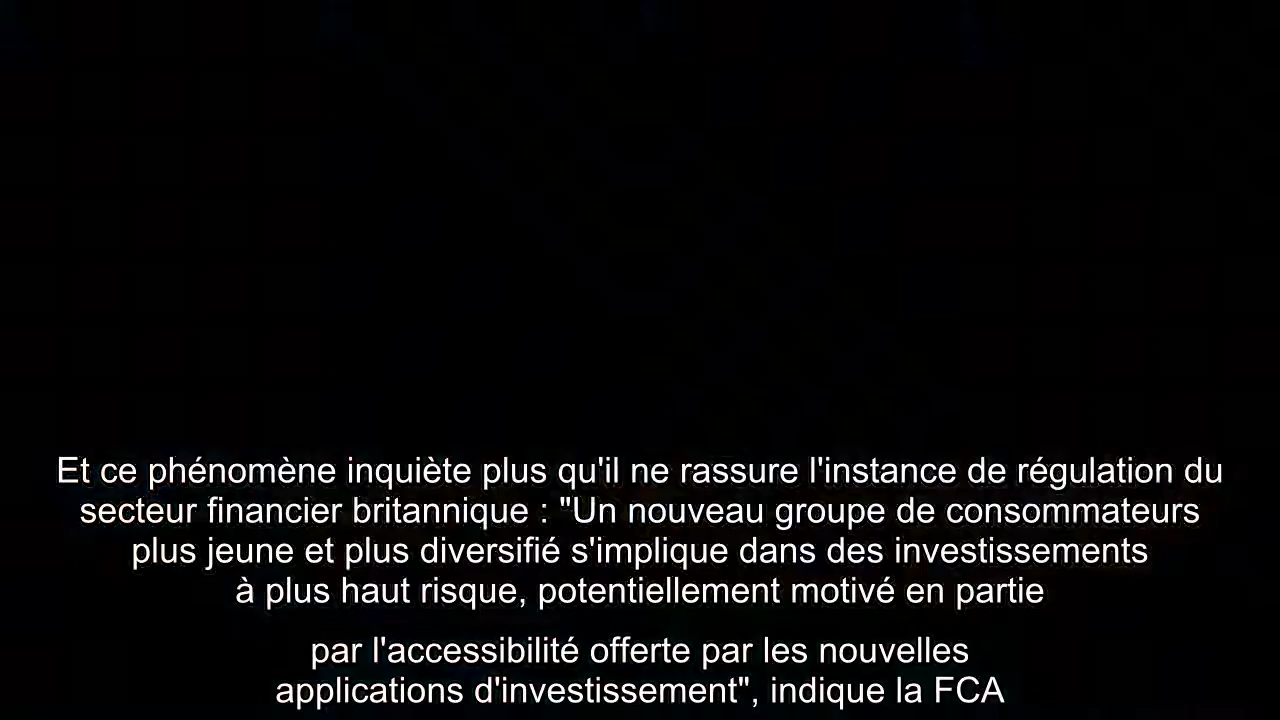 Et ce phénomène inquiète plus qu'il ne rassure l'instance de régulation du
secteur financier britannique : "Un nouveau groupe de consommateurs
plus jeune et plus diversifié s'implique dans des investissements
à plus haut risque, potentiellement motivé en partie
par l'accessibilité offerte par les nouvelles
applications d'investissement", indique la FCA